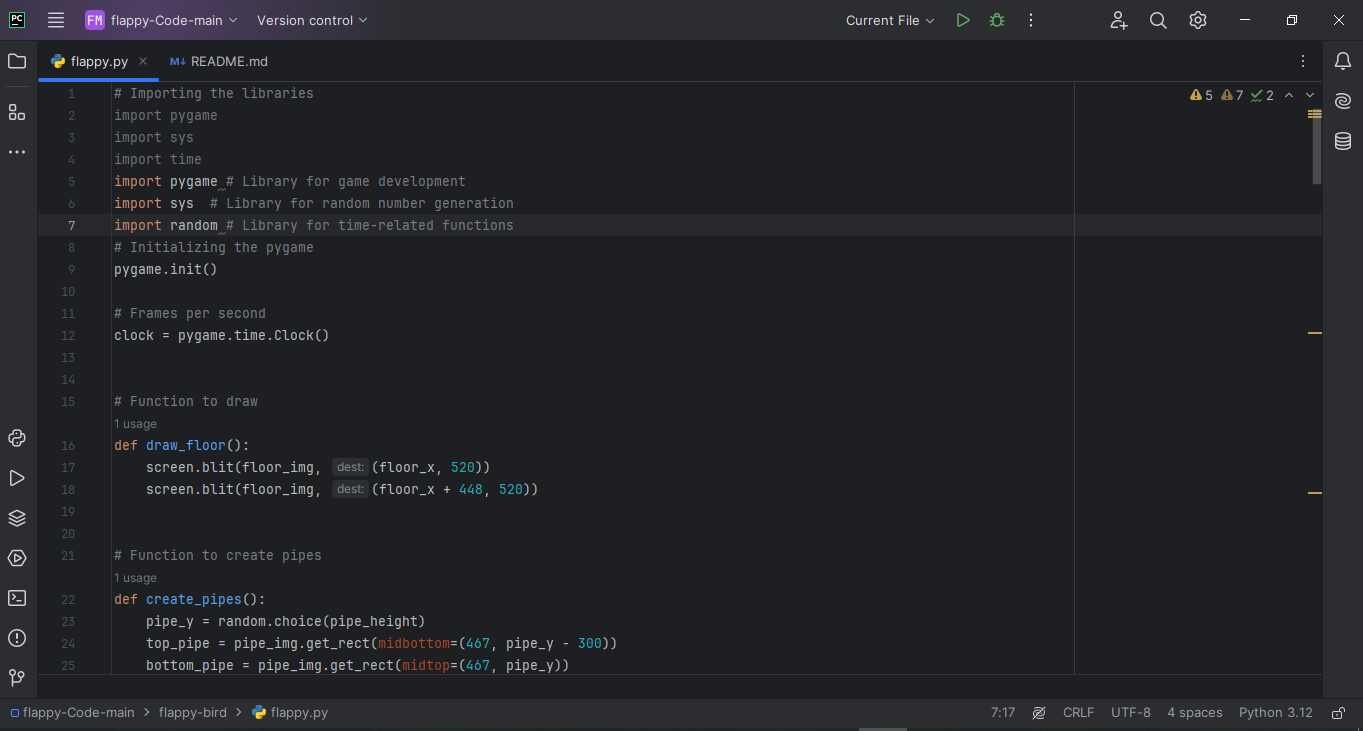 PC FM flappy-Code-main Version control Current File
flappy.py M↓ README.md
5 7 2
1 # Importing the libraries
2 import pygame
3 import sys
4 import time
5 import pygame # Library for game development
6 import sys  # Library for random number generation
7 import random # Library for time-related functions
8 # Initializing the pygame
9 pygame.init()
10
11 # Frames per second
12 clock = pygame.time.Clock()
13
14
15 # Function to draw
1 usage
16 def draw_floor():
17     screen.blit(floor_img, dest: (floor_x, 520))
18     screen.blit(floor_img, dest: (floor_x + 448, 520))
19
20
21 # Function to create pipes
1 usage
22 def create_pipes():
23     pipe_y = random.choice(pipe_height)
24     top_pipe = pipe_img.get_rect(midbottom=(467, pipe_y - 300))
25     bottom_pipe = pipe_img.get_rect(midtop=(467, pipe_y))
flappy-Code-main > flappy-bird > flappy.py 7:17 CRLF UTF-8 4 spaces Python 3.12